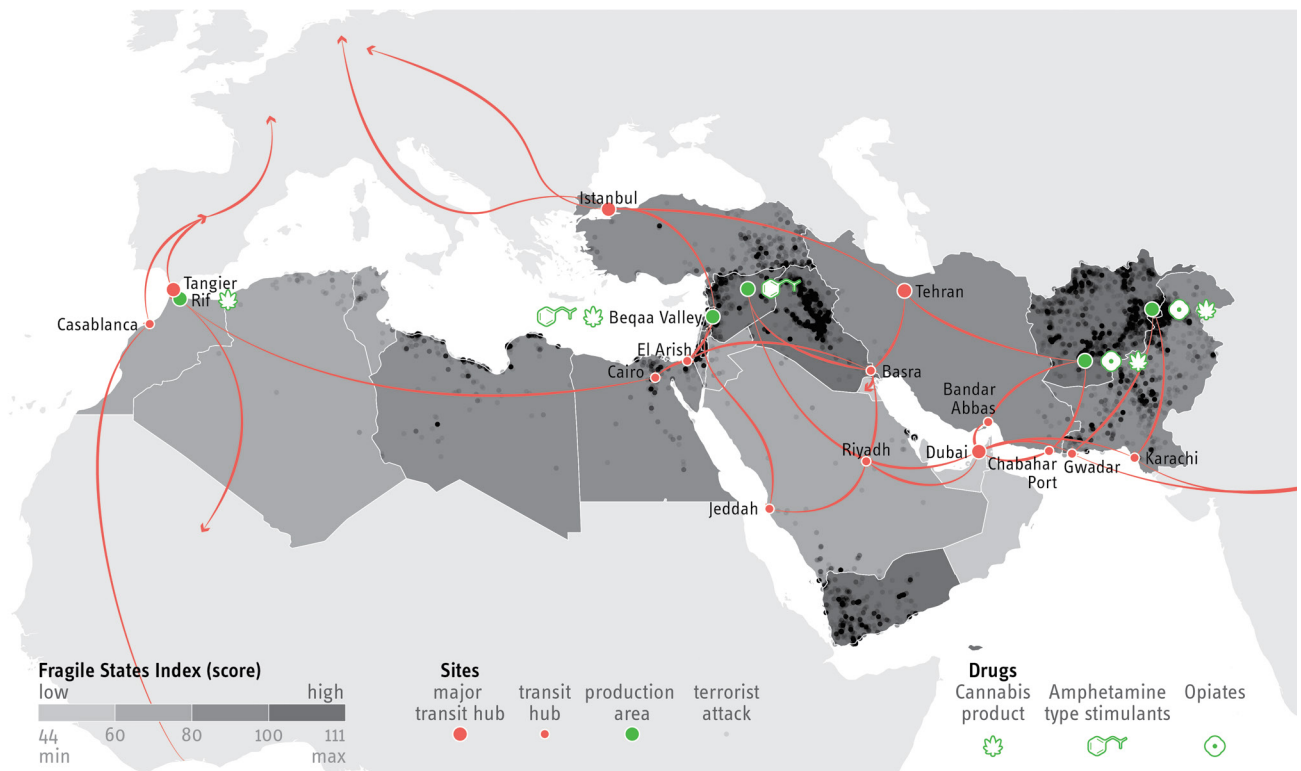 Istanbul
Tangier
Rif
Tehran
Casablanca
Beqaa Valley
El Arish
Cairo
Basra
Bandar
Abbas
Riyadh
Dubai
Chabahar
Port
Gwadar
Karachi
Jeddah
Fragile States Index (score)
low high
44 60 80 100 111
min max
Sites
major
transit hub
transit
hub
production
area
terrorist
attack
Drugs
Cannabis
product
Amphetamine
type stimulants
Opiates